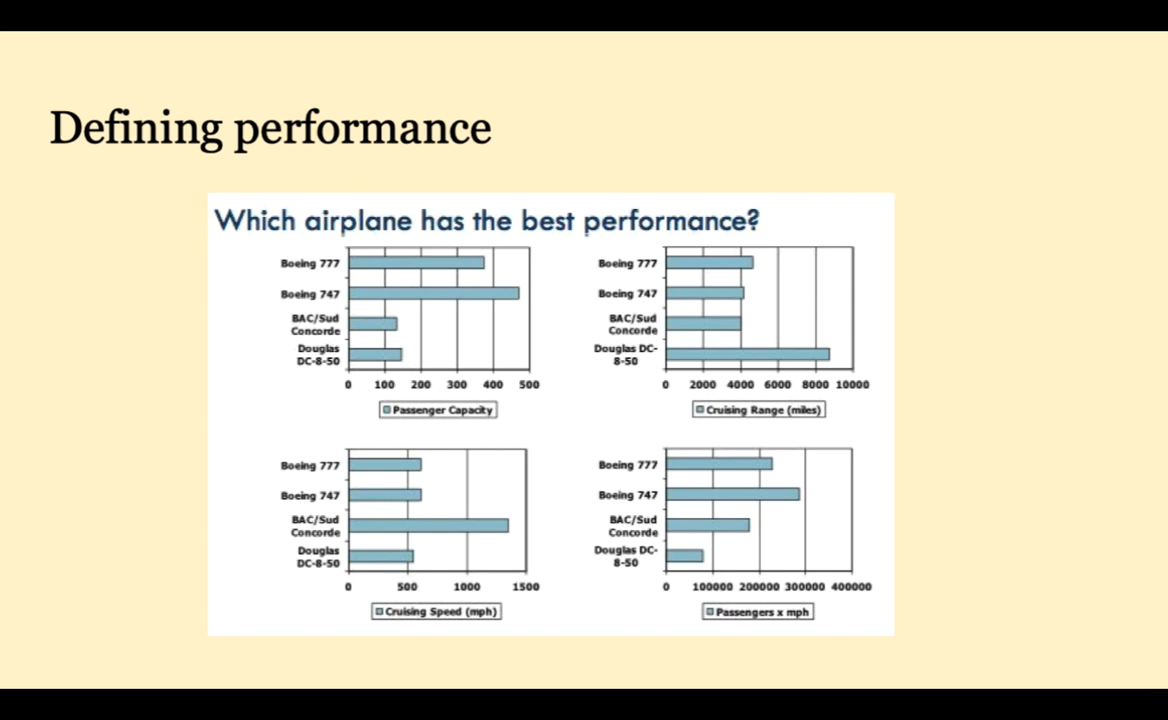 Defining performance
Which airplane has the best performance?
Boeing 777
Boeing 747
BAC/Sud
Concorde
Douglas
DC-8-50
0 100 200 300 400 500
Passenger Capacity
Boeing 777
Boeing 747
BAC/Sud
Concorde
Douglas DC-
8-50
0 2000 4000 6000 8000 10000
Cruising Range (miles)
Boeing 777
Boeing 747
BAC/Sud
Concorde
Douglas
DC-8-50
0 500 1000 1500
Cruising Speed (mph)
Boeing 777
Boeing 747
BAC/Sud
Concorde
Douglas DC-
8-50
0 100000 200000 300000 400000
Passengers x mph